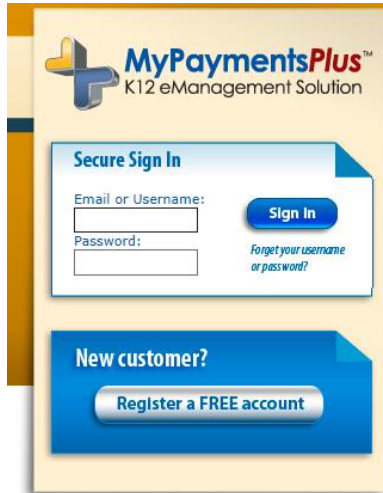 MyPaymentsPlus™
K12 eManagement Solution
Secure Sign In
Email or Username:
Sign In
Password:
Forget your username
or password?
New customer?
Register a FREE account